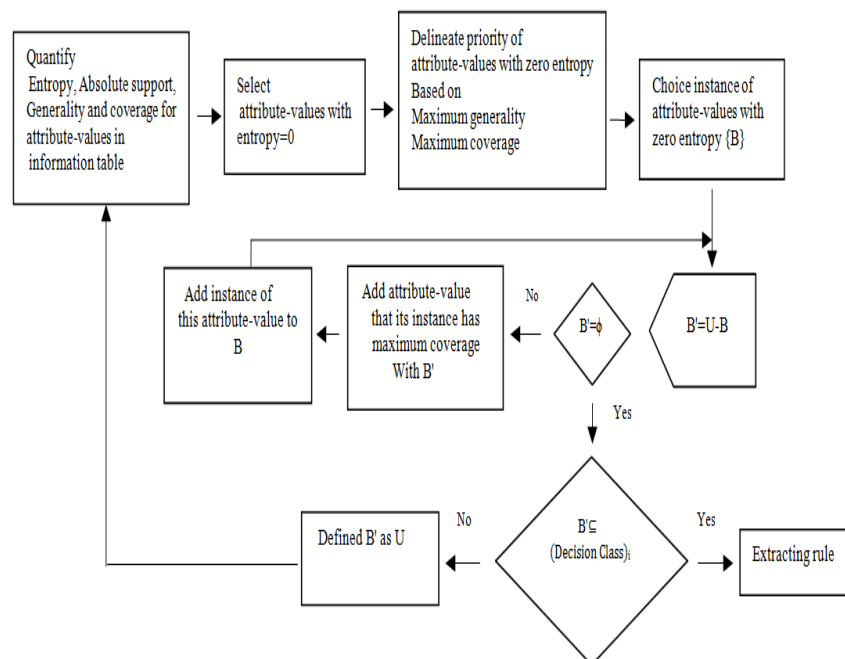 Quantify
Entropy, Absolute support,
Generality and coverage for
attribute-values in
information table
Select
attribute-values with
entropy=0
Delineate priority of
attribute-values with zero entropy
Based on
Maximum generality
Maximum coverage
Choice instance of
attribute-values with
zero entropy {B}
Add instance of
this attribute-value to
B
Add attribute-value
that its instance has
maximum coverage
With B'
No
B'=ϕ
B'=U-B
Yes
Defined B' as U
No
B'⊆
(Decision Class)i
Yes
Extracting rule